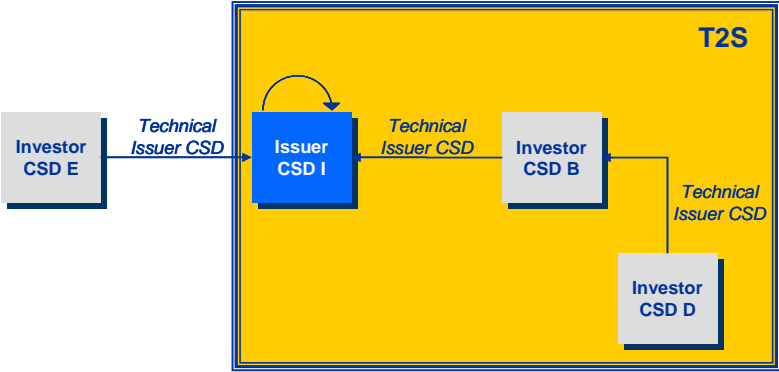 T2S
Technical
Issuer CSD
Technical
Issuer CSD
Investor
CSD E
Issuer
CSD I
Investor
CSD B
Technical
Issuer CSD
Investor
CSD D